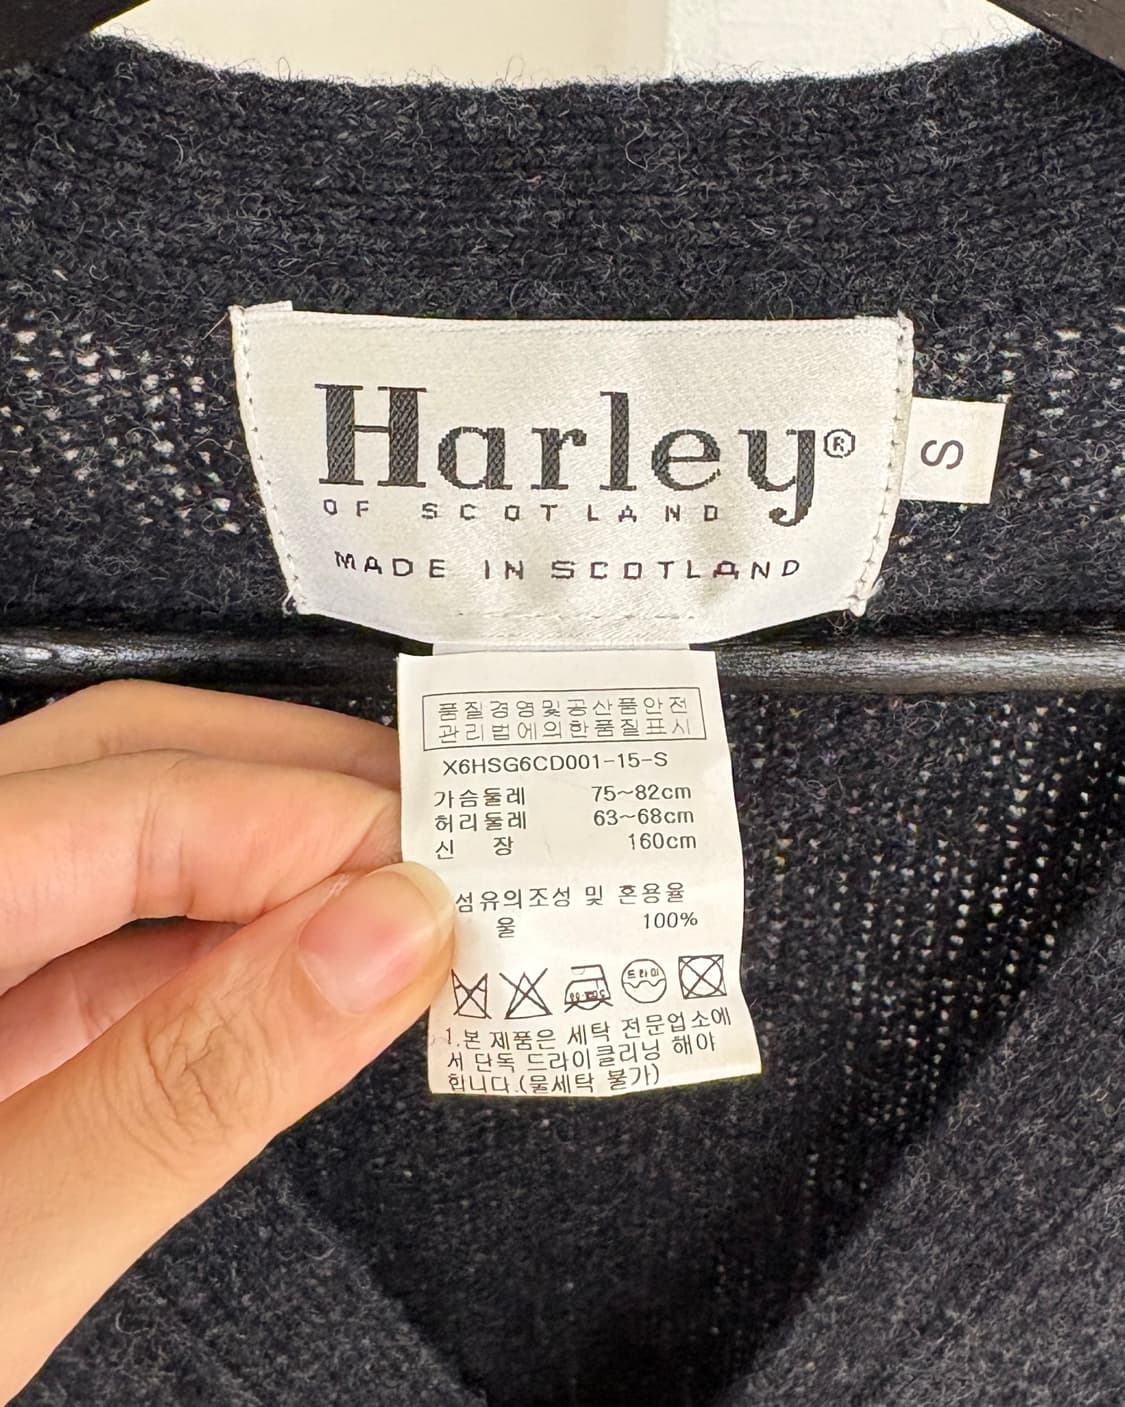 Harley®
OF SCOTLAND
MADE IN SCOTLAND
S
품질경영및공산품안전
관리법에의한품질표시
X6HSG6CD001-15-S
가슴둘레 75~82cm
허리둘레 63~68cm
신 장 160cm
섬유의조성 및 혼용율
울 100%
드라이
1.본 제품은 세탁 전문업소에
서 단독 드라이클리닝 해야
합니다.(물세탁 불가)